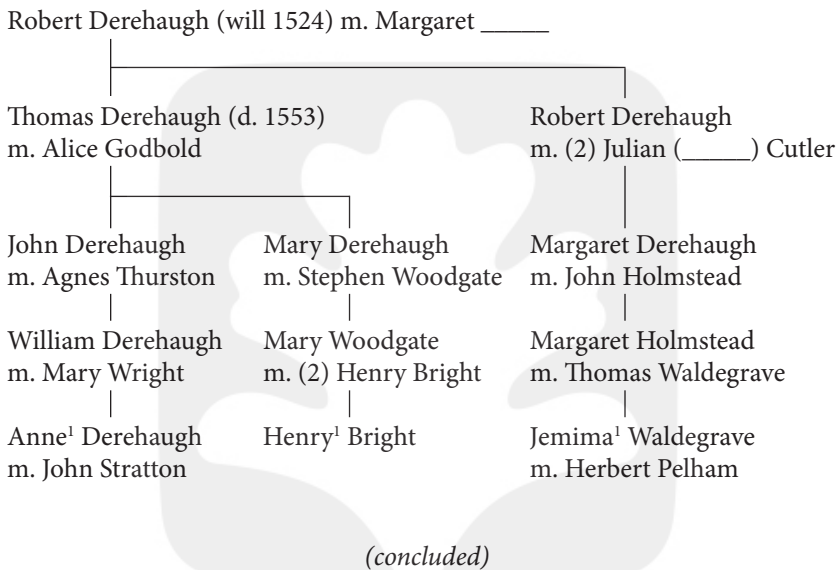 Robert Derehaugh (will 1524) m. Margaret _____
Thomas Derehaugh (d. 1553)
m. Alice Godbold
Robert Derehaugh
m. (2) Julian (_____) Cutler
John Derehaugh
m. Agnes Thurston
Mary Derehaugh
m. Stephen Woodgate
Margaret Derehaugh
m. John Holmstead
William Derehaugh
m. Mary Wright
Mary Woodgate
m. (2) Henry Bright
Margaret Holmstead
m. Thomas Waldegrave
Anne¹ Derehaugh
m. John Stratton
Henry¹ Bright
Jemima¹ Waldegrave
m. Herbert Pelham
(concluded)